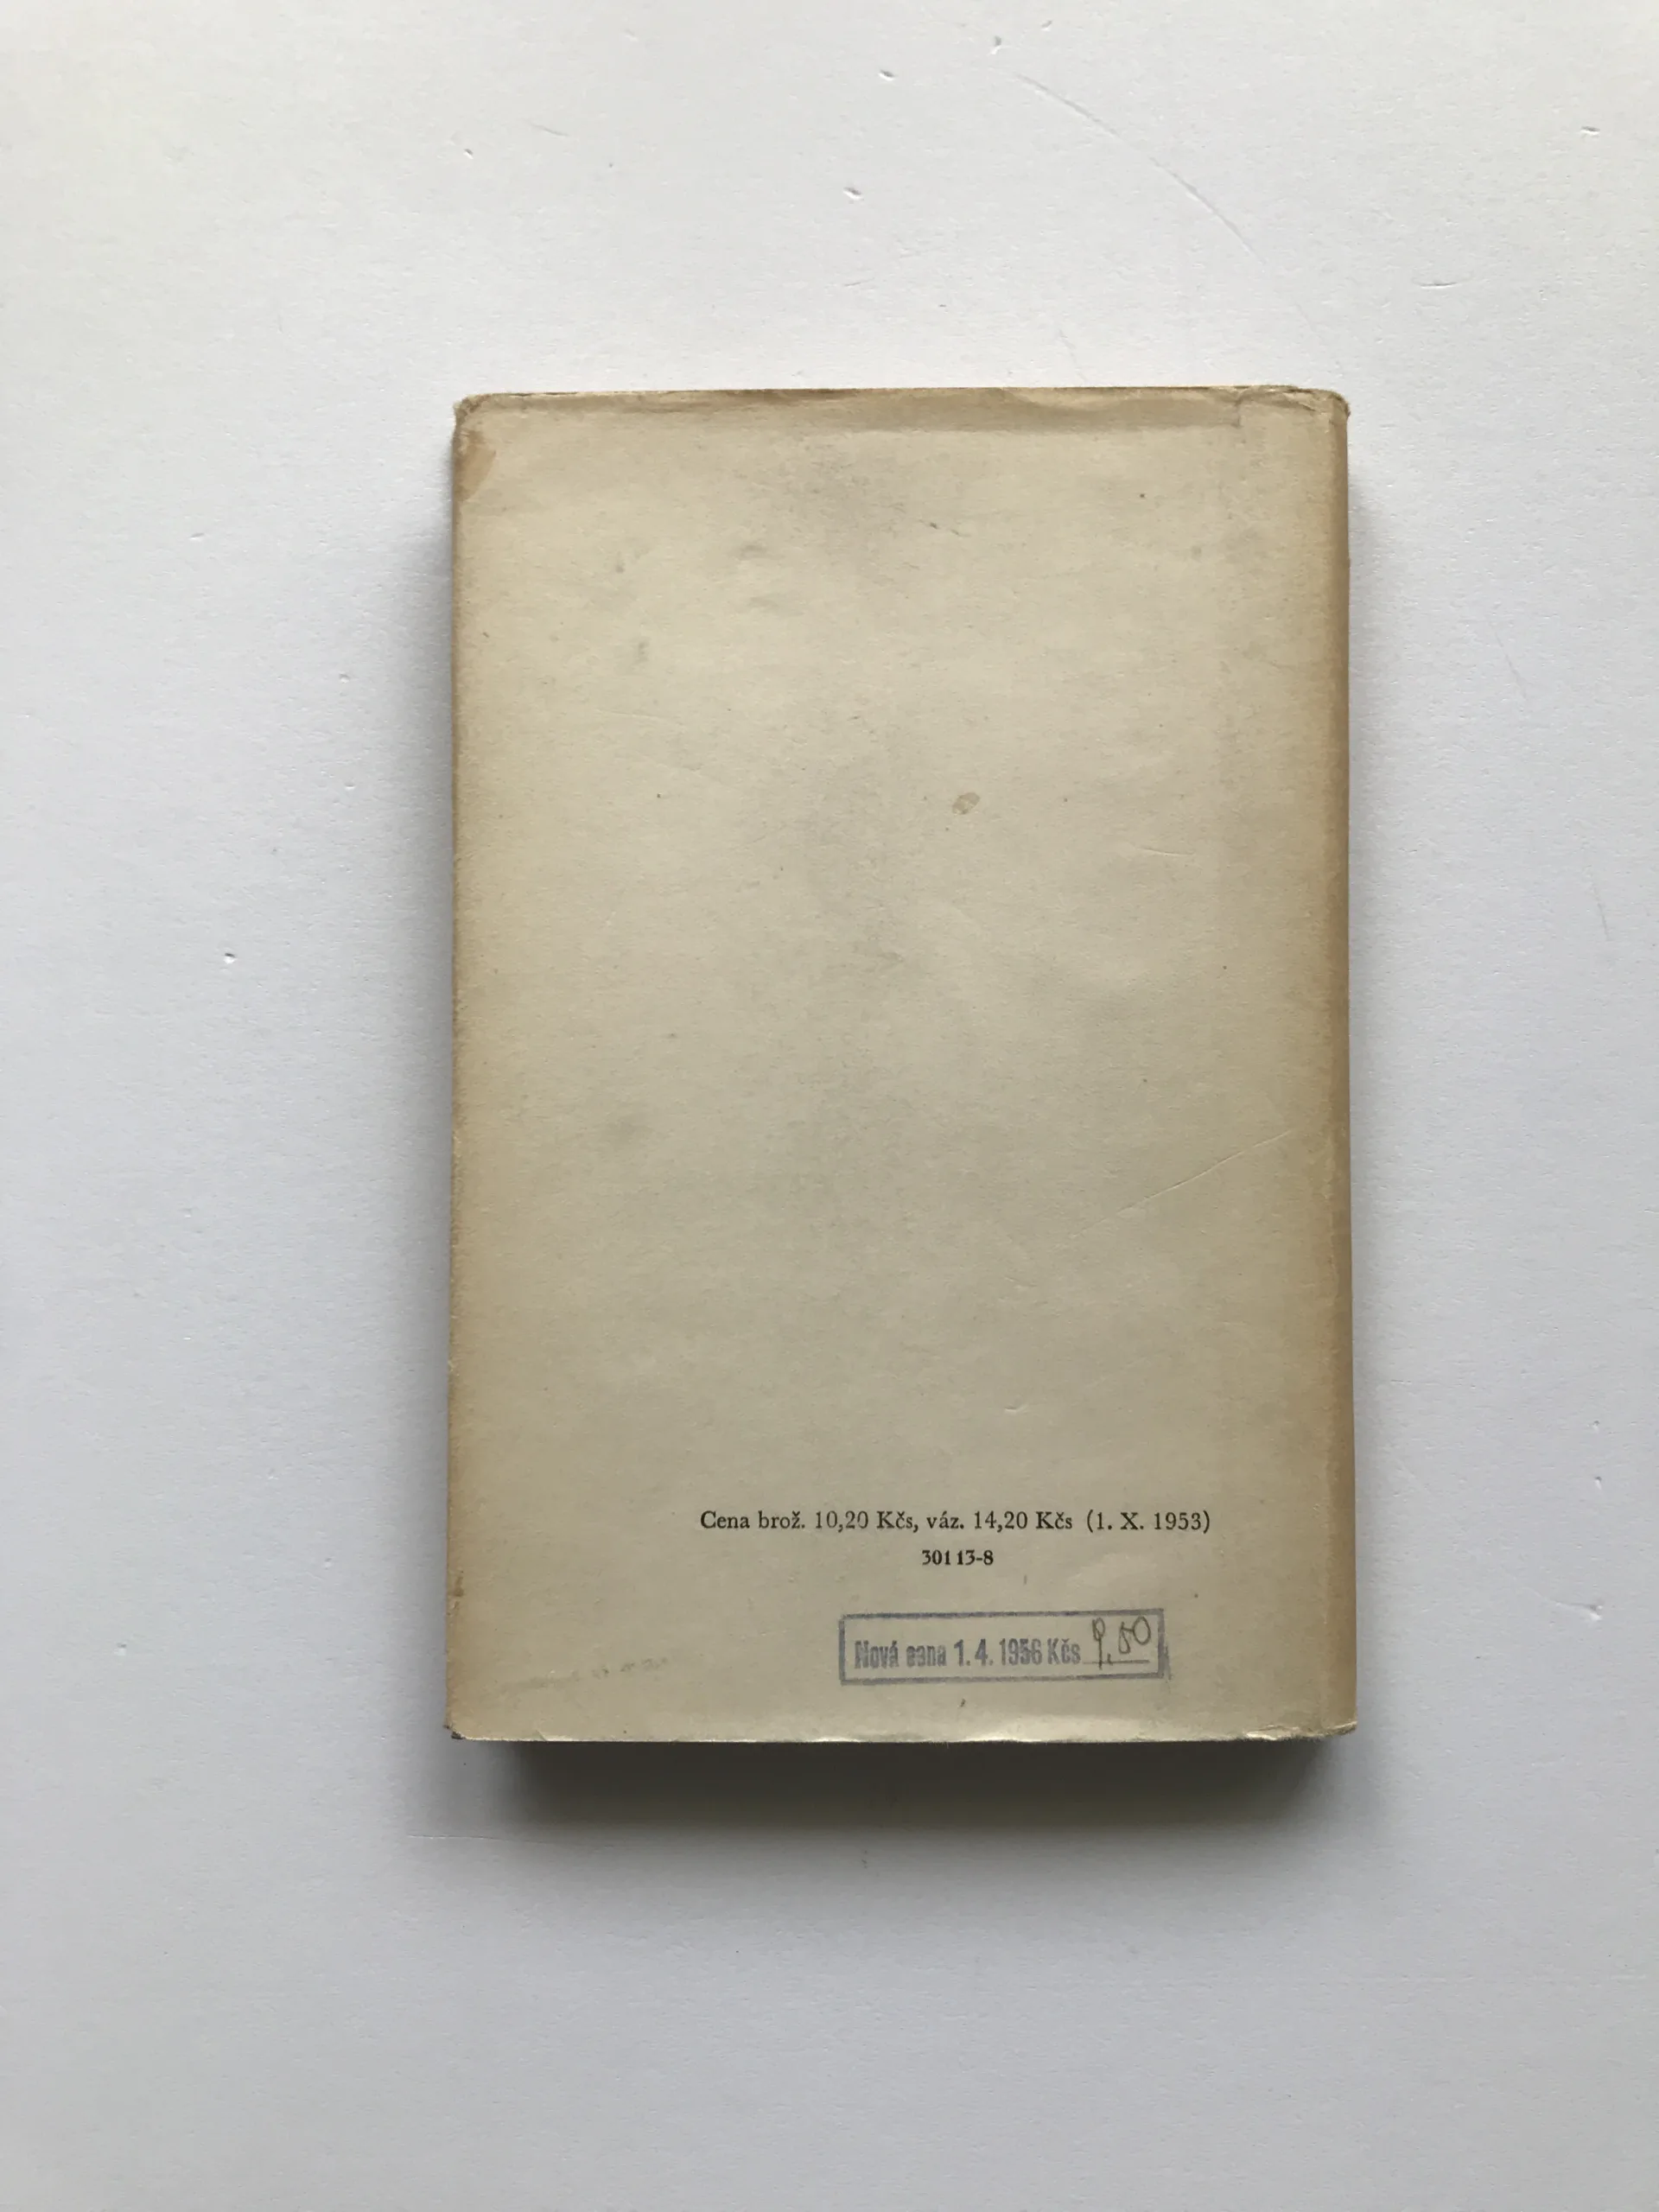 Cena brož. 10,20 Kčs, váz. 14,20 Kčs (1. X. 1953)
301 13-8
Nová cena 1. 4. 1956 Kčs 9,80